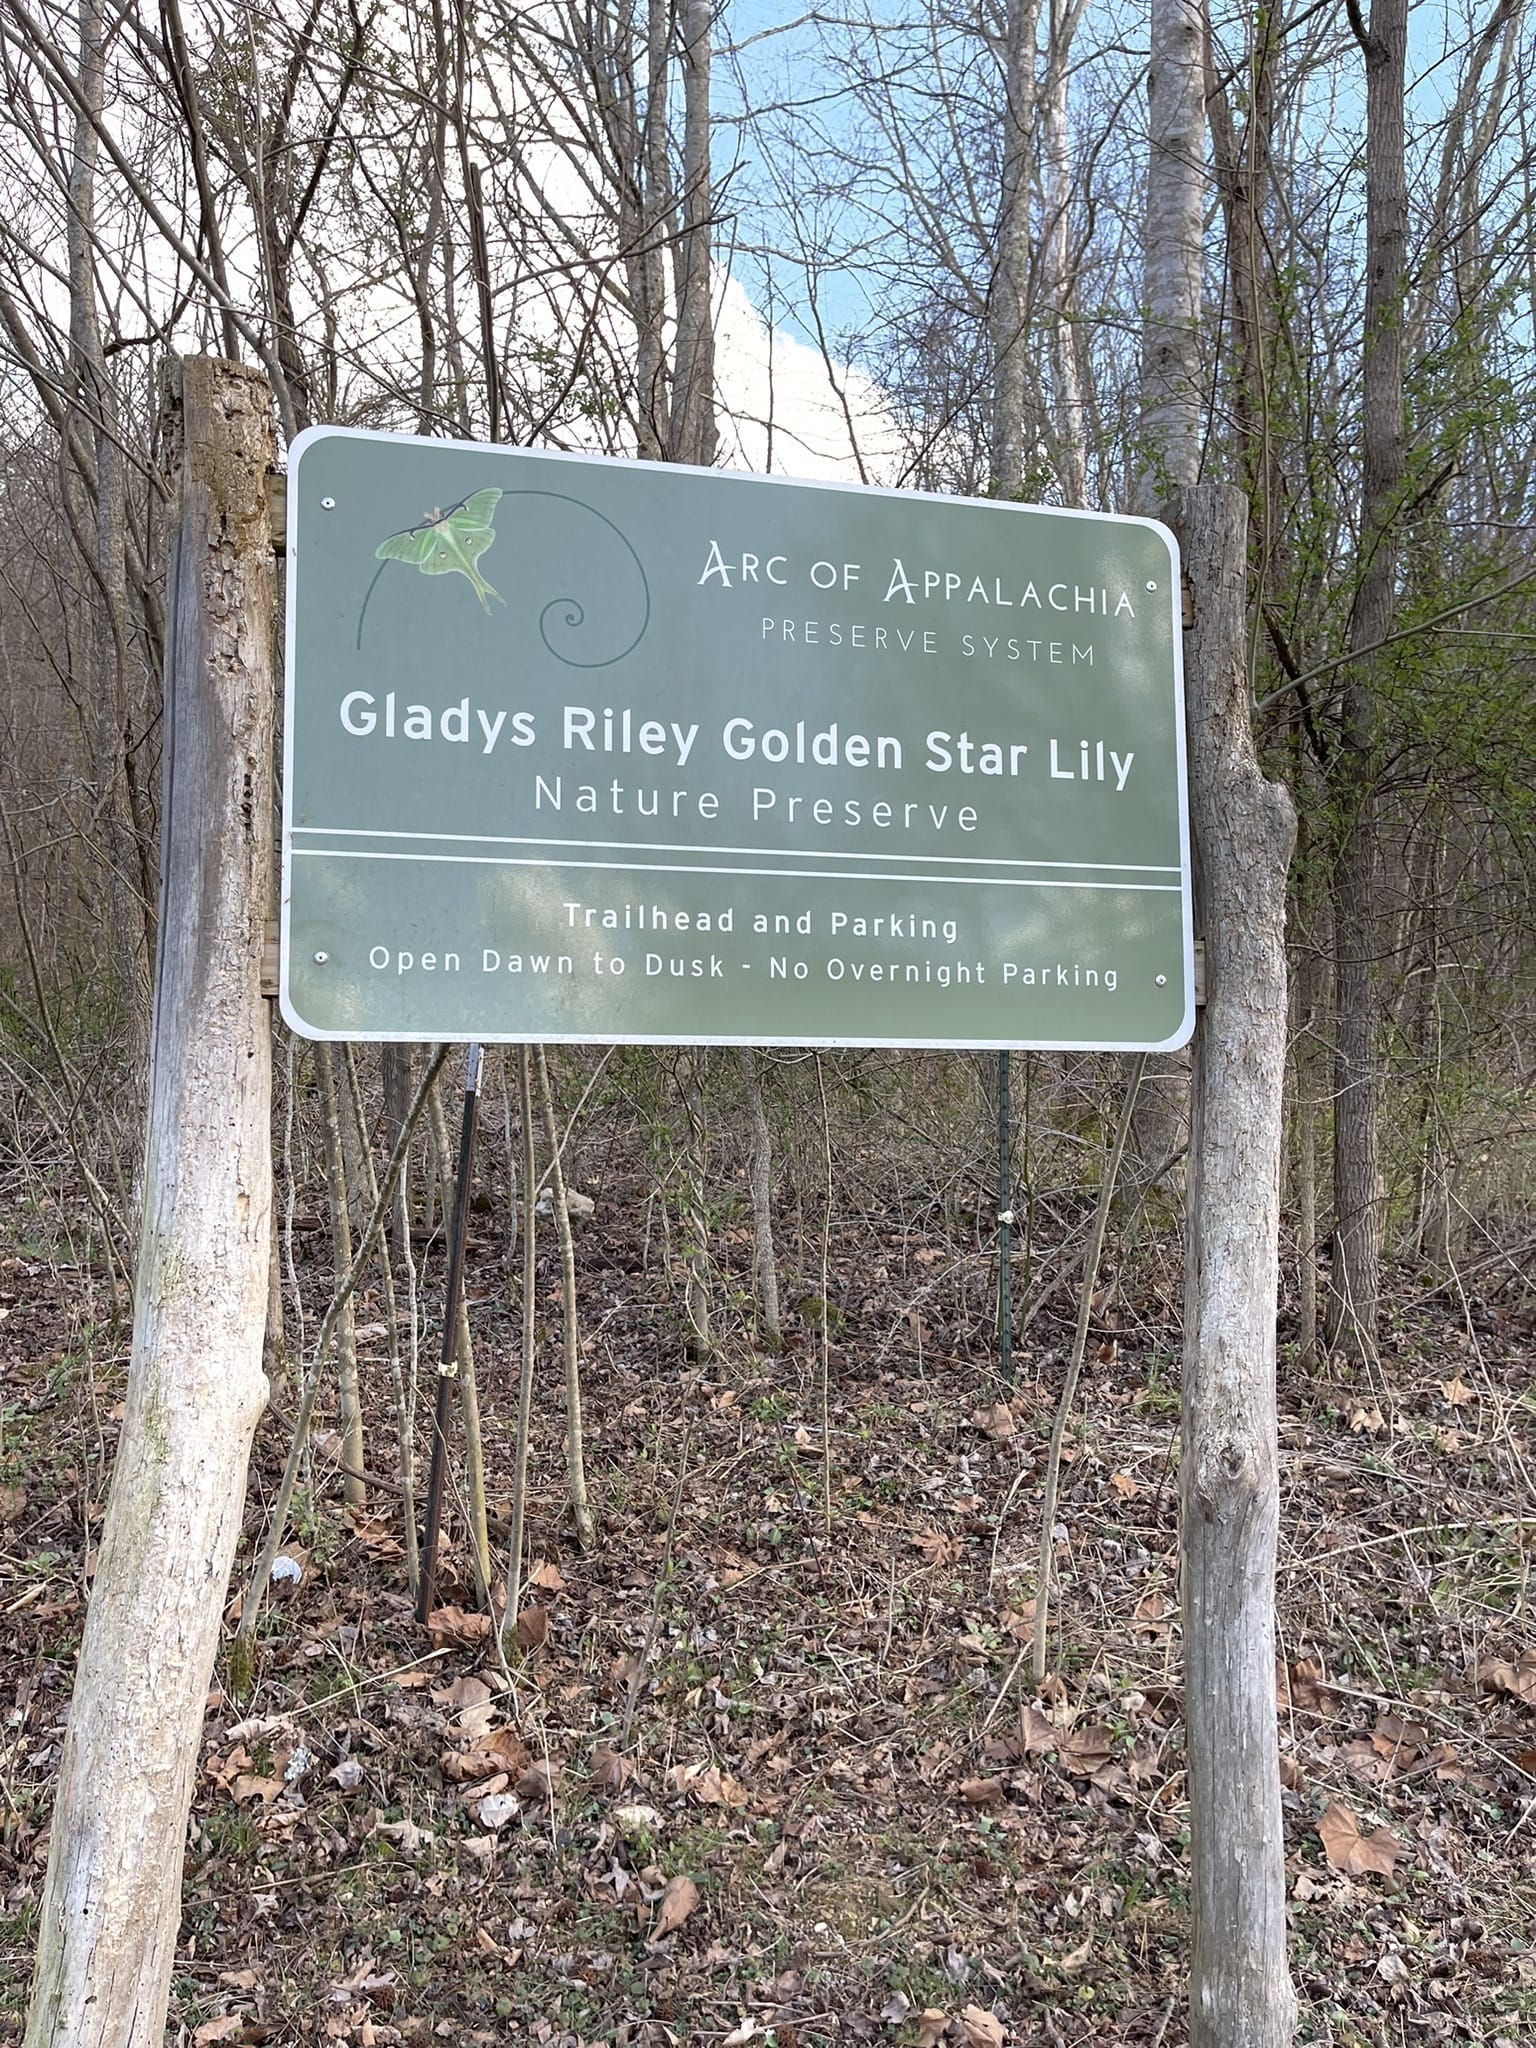 ARC OF APPALACHIA
PRESERVE SYSTEM
Gladys Riley Golden Star Lily
Nature Preserve
Trailhead and Parking
Open Dawn to Dusk - No Overnight Parking